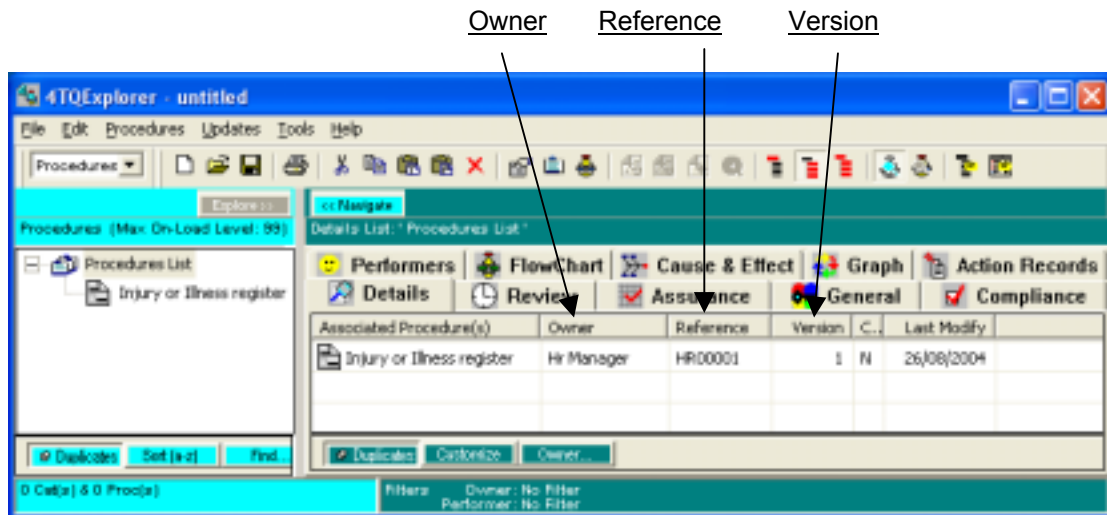 Owner Reference Version
4TQExplorer - untitled
File Edit Procedures Updates Tools Help
Procedures
Explore >> << Navigate
Procedures (Max On-Load Level: 99) Details List: 'Procedures List'
Procedures List
Injury or Illness register
Performers FlowChart Cause & Effect Graph Action Records
Details Review Assurance General Compliance
Associated Procedure(s) Owner Reference Version C.. Last Modify
Injury or Illness register Hr Manager HR00001 1 N 26/08/2004
Duplicates Sort (a-z) Find... Duplicates Customize Owner...
0 Cat(s) & 0 Proc(s) Filters Owner: No Filter
Performer: No Filter